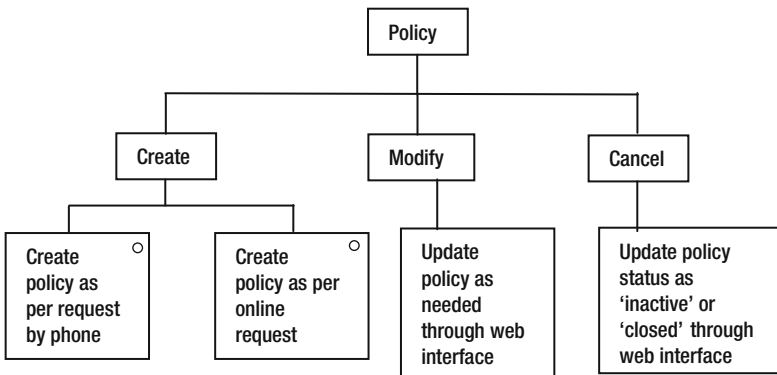 Policy
Create
Modify
Cancel
Create
policy as
per request
by phone
Create
policy as per
online
request
Update
policy as
needed
through web
interface
Update policy
status as
‘inactive’ or
‘closed’ through
web interface